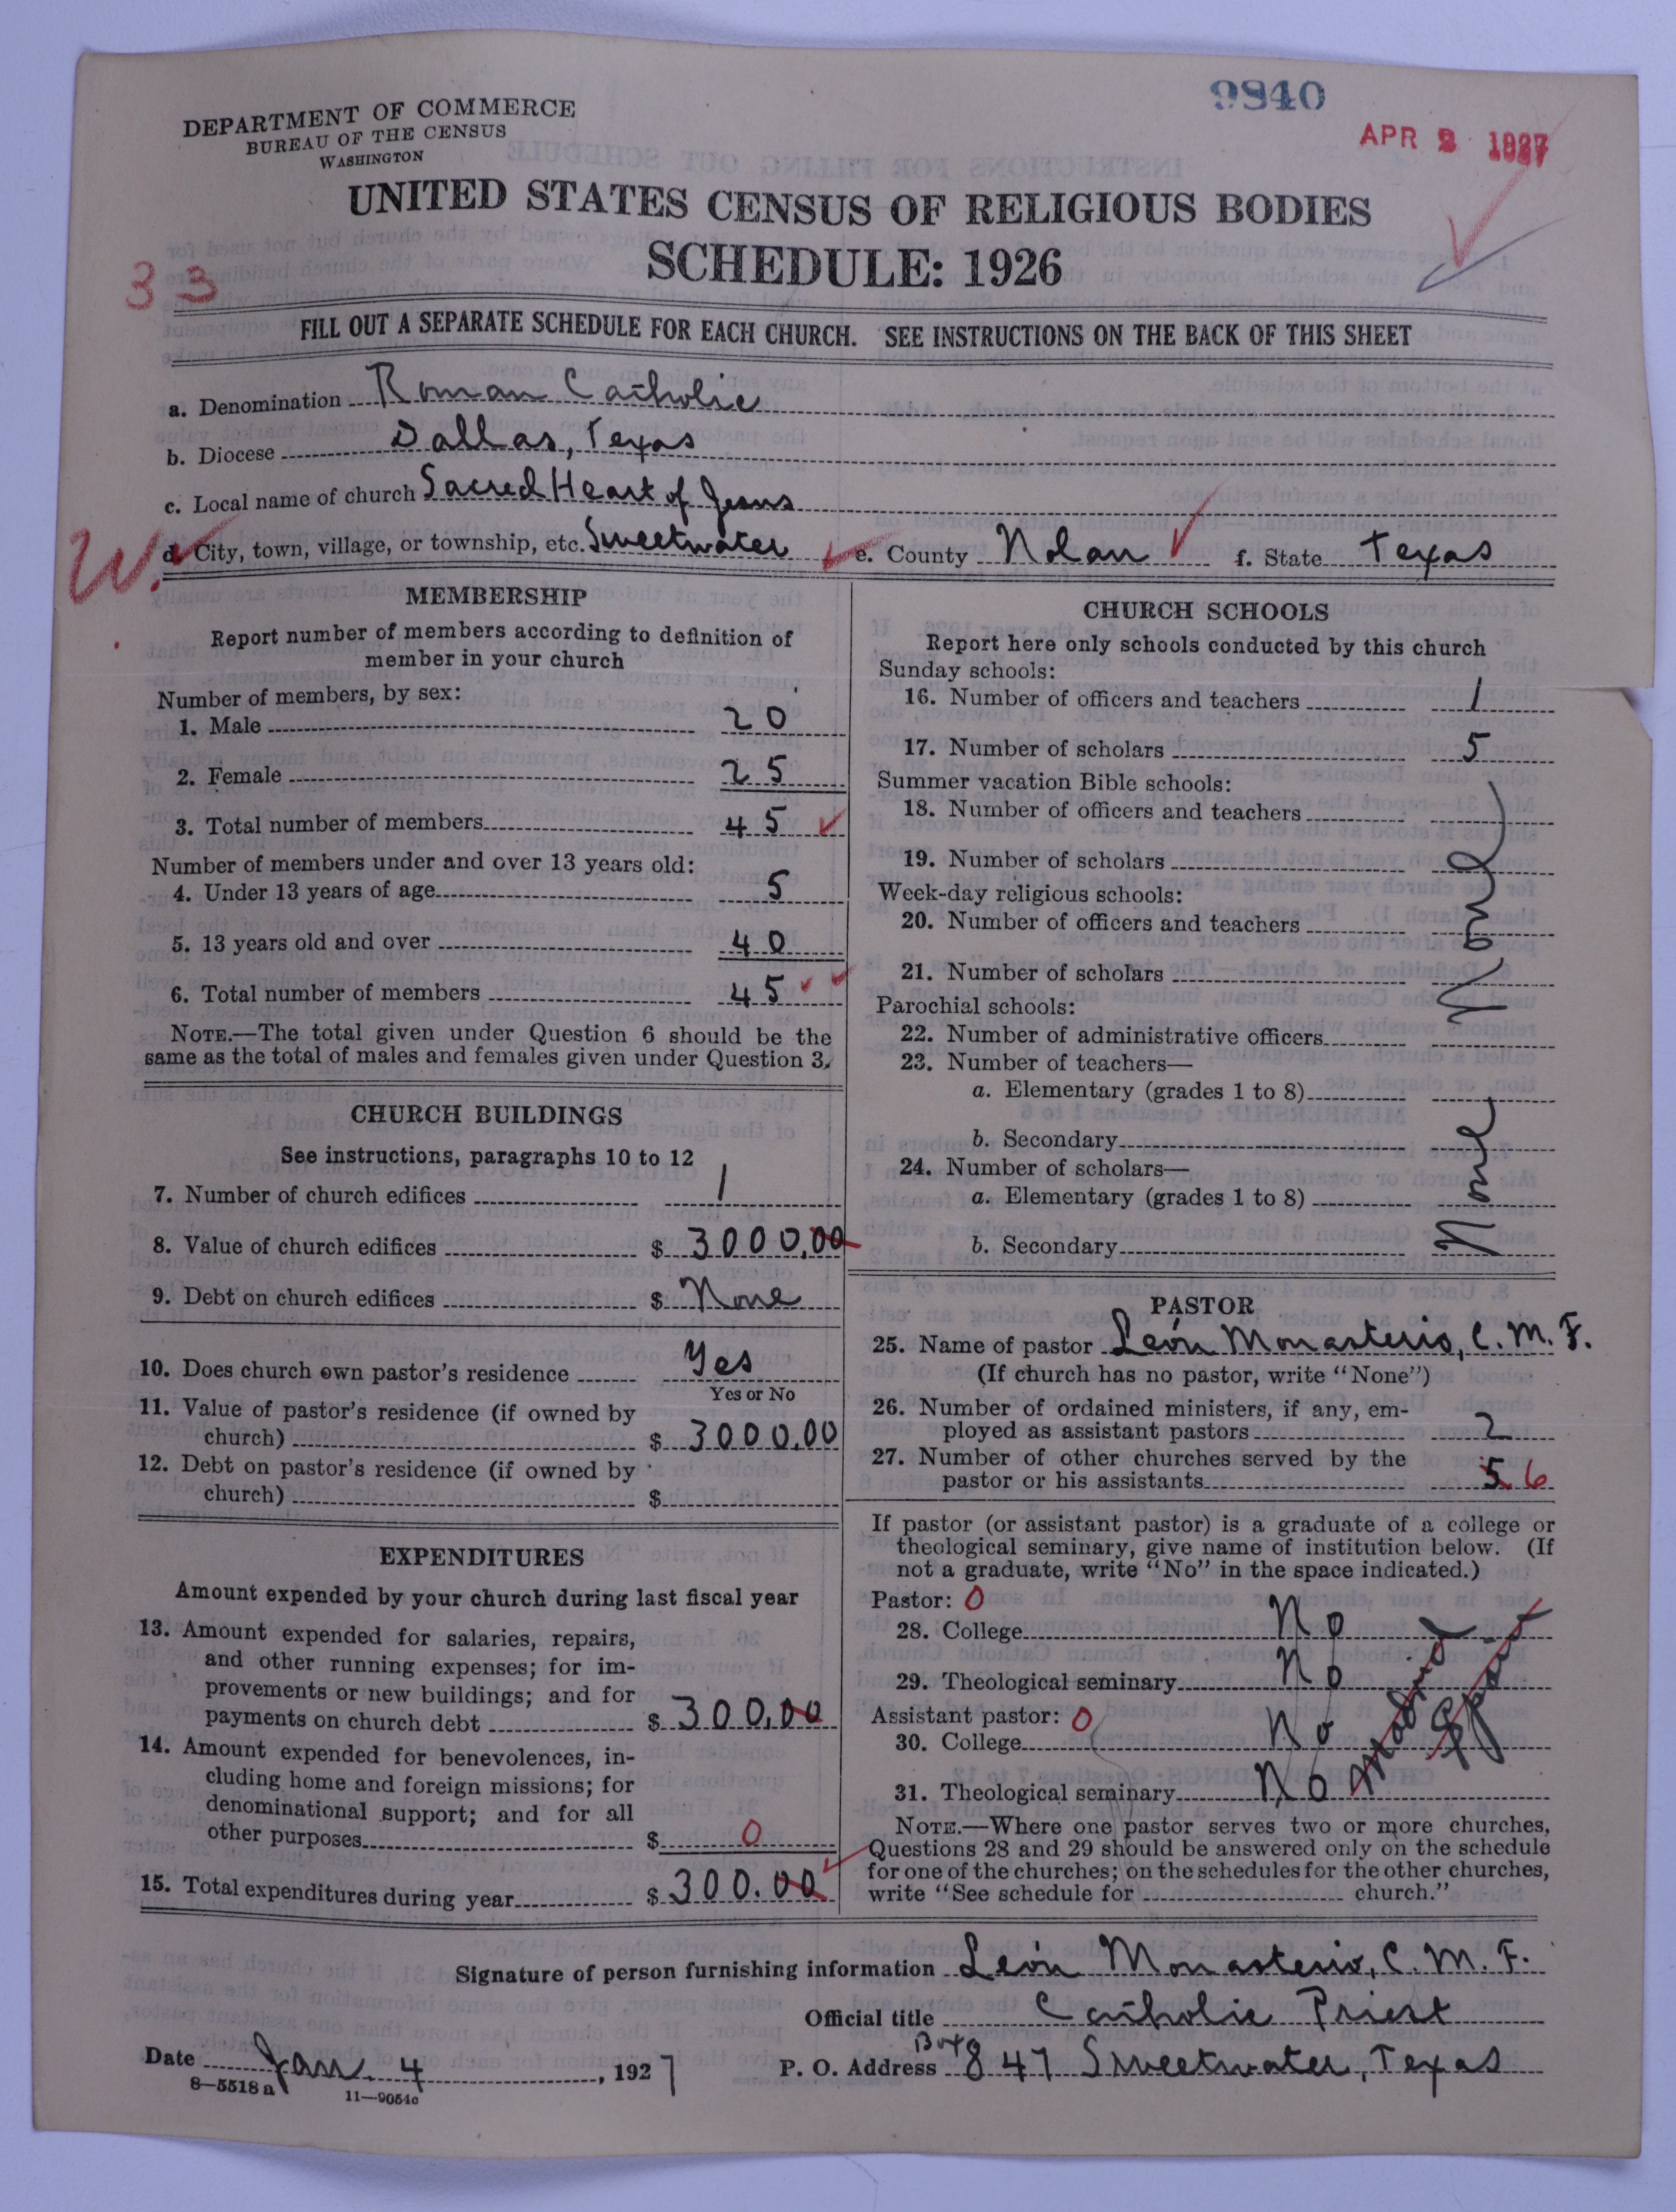 9840
APR 2 1927
DEPARTMENT OF COMMERCE
BUREAU OF THE CENSUS
WASHINGTON
UNITED STATES CENSUS OF RELIGIOUS BODIES
SCHEDULE: 1926
33
FILL OUT A SEPARATE SCHEDULE FOR EACH CHURCH. SEE INSTRUCTIONS ON THE BACK OF THIS SHEET
a. Denomination Roman Catholic
b. Diocese Dallas, Texas
c. Local name of church Sacred Heart of Jesus
W. d. City, town, village, or township, etc. Sweetwater e. County Nolan f. State Texas
MEMBERSHIP
Report number of members according to definition of
member in your church
Number of members, by sex:
1. Male 20
2. Female 25
3. Total number of members 45
Number of members under and over 13 years old:
4. Under 13 years of age 5
5. 13 years old and over 40
6. Total number of members 45
NOTE.—The total given under Question 6 should be the
same as the total of males and females given under Question 3.
CHURCH BUILDINGS
See instructions, paragraphs 10 to 12
7. Number of church edifices 1
8. Value of church edifices $ 3000.00
9. Debt on church edifices $ None
10. Does church own pastor's residence Yes
Yes or No
11. Value of pastor's residence (if owned by
church) $ 3000.00
12. Debt on pastor's residence (if owned by
church) $
EXPENDITURES
Amount expended by your church during last fiscal year
13. Amount expended for salaries, repairs,
and other running expenses; for im-
provements or new buildings; and for
payments on church debt $ 300.00
14. Amount expended for benevolences, in-
cluding home and foreign missions; for
denominational support; and for all
other purposes $ 0
15. Total expenditures during year $ 300.00
CHURCH SCHOOLS
Report here only schools conducted by this church
Sunday schools:
16. Number of officers and teachers 1
17. Number of scholars 5
Summer vacation Bible schools:
18. Number of officers and teachers
19. Number of scholars
Week-day religious schools:
20. Number of officers and teachers
21. Number of scholars
None
Parochial schools:
22. Number of administrative officers
23. Number of teachers—
a. Elementary (grades 1 to 8)
b. Secondary
24. Number of scholars—
a. Elementary (grades 1 to 8)
b. Secondary
None
PASTOR
25. Name of pastor León Monasterio, C. M. F.
(If church has no pastor, write "None")
26. Number of ordained ministers, if any, em-
ployed as assistant pastors 2
27. Number of other churches served by the
pastor or his assistants 5 6
If pastor (or assistant pastor) is a graduate of a college or
theological seminary, give name of institution below. (If
not a graduate, write "No" in the space indicated.)
Pastor: 0
28. College No
29. Theological seminary No
Assistant pastor: 0
30. College No
31. Theological seminary No
Madrid
Spain
NOTE.—Where one pastor serves two or more churches,
Questions 28 and 29 should be answered only on the schedule
for one of the churches; on the schedules for the other churches,
write "See schedule for church."
Signature of person furnishing information León Monasterio, C. M. F.
Official title Catholic Priest
Date Jan. 4, 1927
P. O. Address Box 847 Sweetwater, Texas
8—5518 a
11—9054c